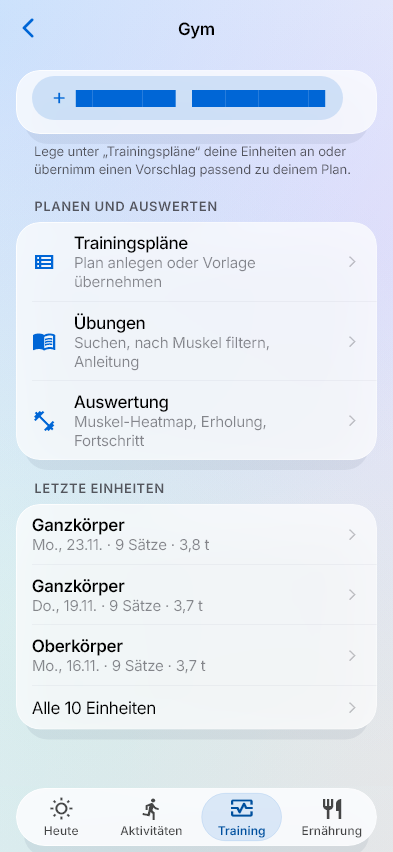 Gym
+
Lege unter „Trainingspläne“ deine Einheiten an oder
übernimm einen Vorschlag passend zu deinem Plan.
PLANEN UND AUSWERTEN
Trainingspläne
Plan anlegen oder Vorlage
übernehmen
Übungen
Suchen, nach Muskel filtern,
Anleitung
Auswertung
Muskel-Heatmap, Erholung,
Fortschritt
LETZTE EINHEITEN
Ganzkörper
Mo., 23.11. · 9 Sätze · 3,8 t
Ganzkörper
Do., 19.11. · 9 Sätze · 3,7 t
Oberkörper
Mo., 16.11. · 9 Sätze · 3,7 t
Alle 10 Einheiten
Heute
Aktivitäten
Training
Ernährung